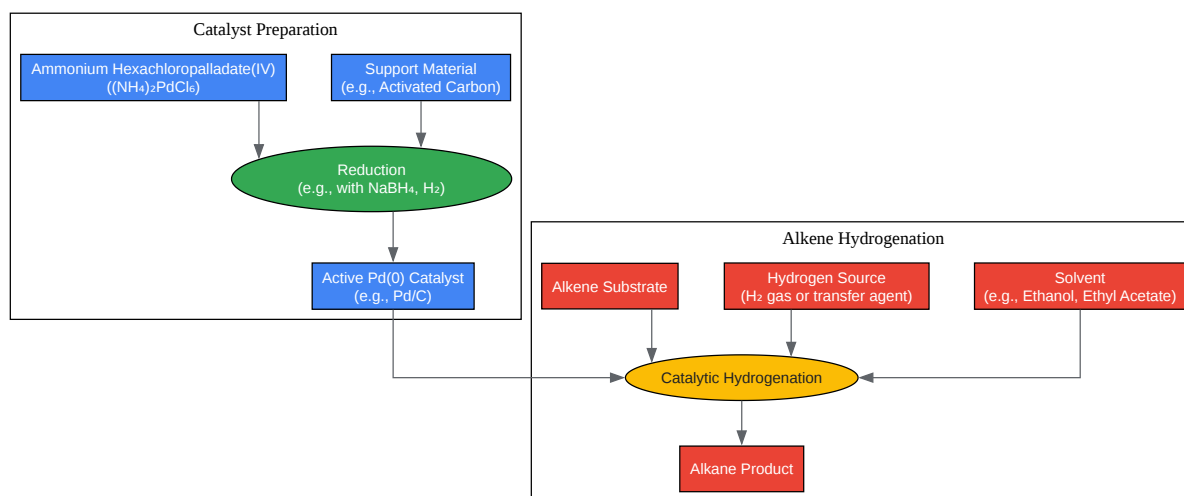 Catalyst Preparation
Ammonium Hexachloropalladate(IV)
((NH₄)₂PdCl₆)
Support Material
(e.g., Activated Carbon)
Reduction
(e.g., with NaBH₄, H₂)
Active Pd(0) Catalyst
(e.g., Pd/C)
Alkene Hydrogenation
Alkene Substrate
Hydrogen Source
(H₂ gas or transfer agent)
Solvent
(e.g., Ethanol, Ethyl Acetate)
Catalytic Hydrogenation
Alkane Product